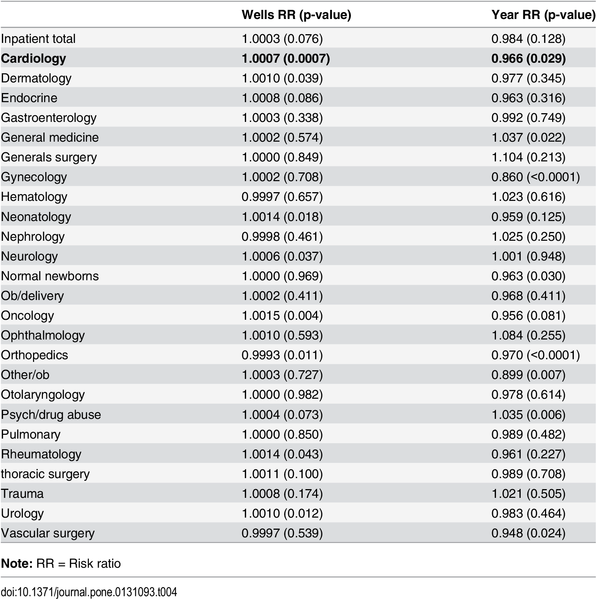 Wells RR (p-value) Year RR (p-value)
Inpatient total 1.0003 (0.076) 0.984 (0.128)
Cardiology 1.0007 (0.0007) 0.966 (0.029)
Dermatology 1.0010 (0.039) 0.977 (0.345)
Endocrine 1.0008 (0.086) 0.963 (0.316)
Gastroenterology 1.0003 (0.338) 0.992 (0.749)
General medicine 1.0002 (0.574) 1.037 (0.022)
Generals surgery 1.0000 (0.849) 1.104 (0.213)
Gynecology 1.0002 (0.708) 0.860 (<0.0001)
Hematology 0.9997 (0.657) 1.023 (0.616)
Neonatology 1.0014 (0.018) 0.959 (0.125)
Nephrology 0.9998 (0.461) 1.025 (0.250)
Neurology 1.0006 (0.037) 1.001 (0.948)
Normal newborns 1.0000 (0.969) 0.963 (0.030)
Ob/delivery 1.0002 (0.411) 0.968 (0.411)
Oncology 1.0015 (0.004) 0.956 (0.081)
Ophthalmology 1.0010 (0.593) 1.084 (0.255)
Orthopedics 0.9993 (0.011) 0.970 (<0.0001)
Other/ob 1.0003 (0.727) 0.899 (0.007)
Otolaryngology 1.0000 (0.982) 0.978 (0.614)
Psych/drug abuse 1.0004 (0.073) 1.035 (0.006)
Pulmonary 1.0000 (0.850) 0.989 (0.482)
Rheumatology 1.0014 (0.043) 0.961 (0.227)
thoracic surgery 1.0011 (0.100) 0.989 (0.708)
Trauma 1.0008 (0.174) 1.021 (0.505)
Urology 1.0010 (0.012) 0.983 (0.464)
Vascular surgery 0.9997 (0.539) 0.948 (0.024)
Note: RR = Risk ratio
doi:10.1371/journal.pone.0131093.t004